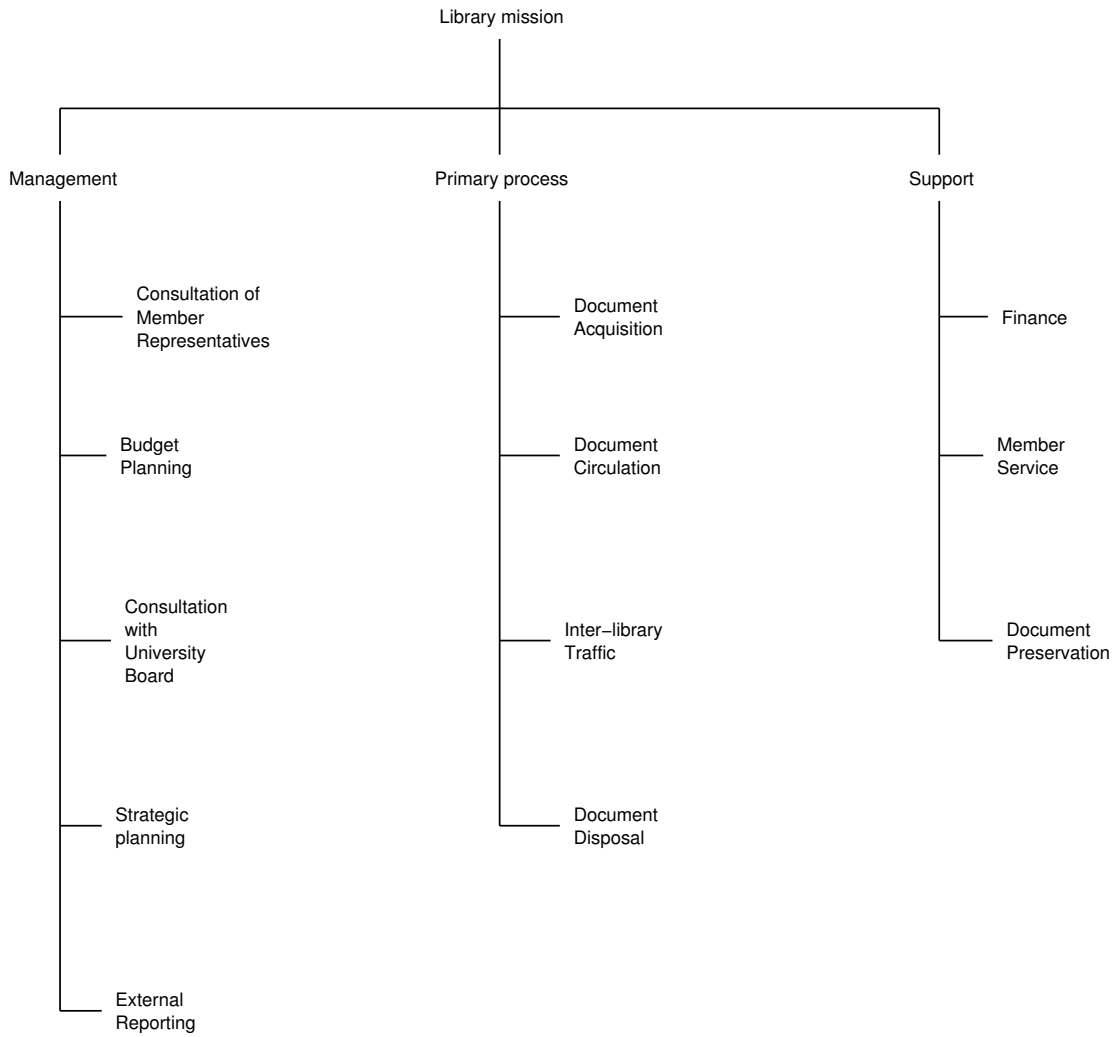 Library mission
Management
Primary process
Support
Consultation of
Member
Representatives
Budget
Planning
Consultation
with
University
Board
Strategic
planning
External
Reporting
Document
Acquisition
Document
Circulation
Inter−library
Traffic
Document
Disposal
Finance
Member
Service
Document
Preservation